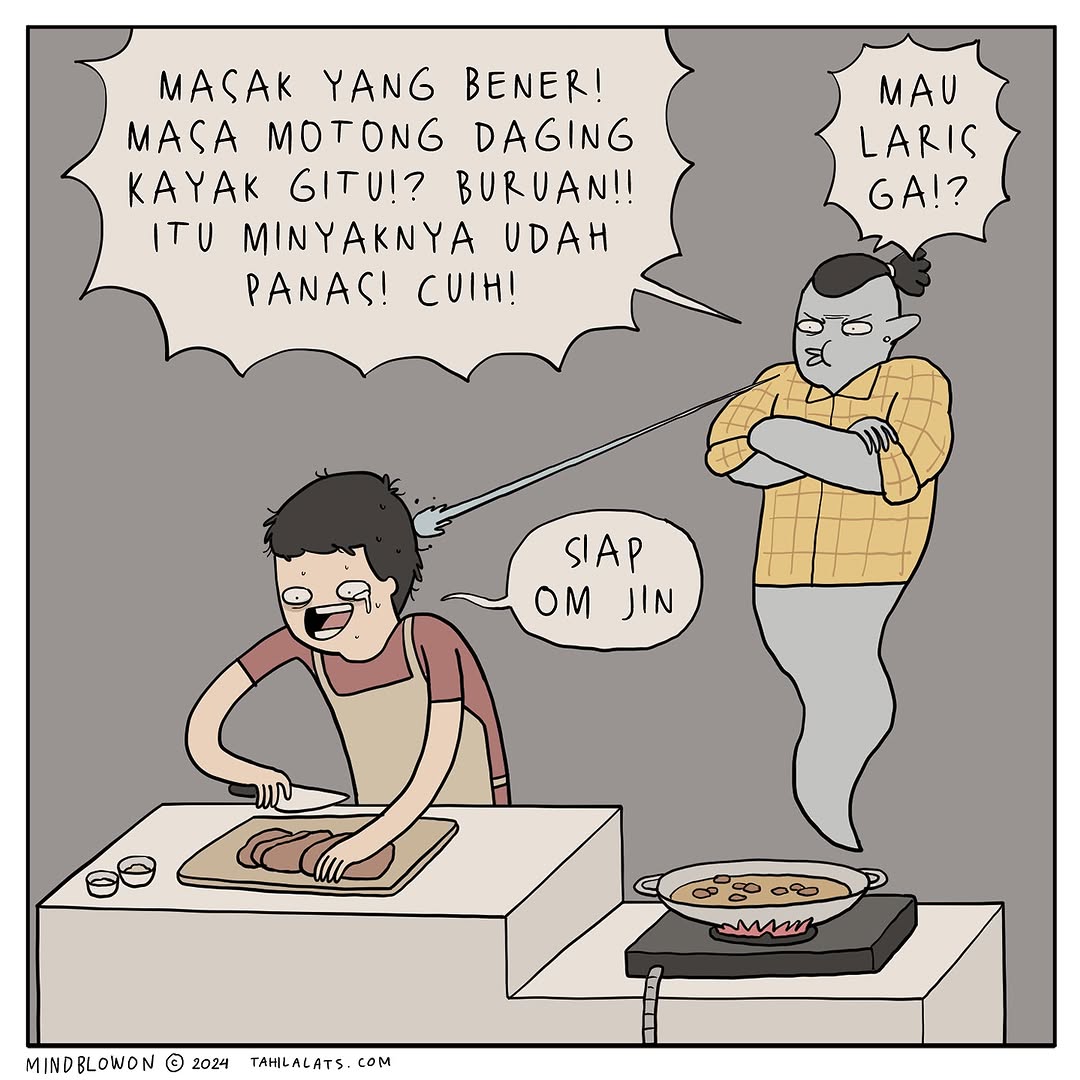 MASAK YANG BENER!
MASA MOTONG DAGING
KAYAK GITU!? BURUAN!!
ITU MINYAKNYA UDAH
PANAS! CUIH!
MAU
LARIS
GA!?
SIAP
OM JIN
MINDBLOWON © 2024 TAHILALATS.COM